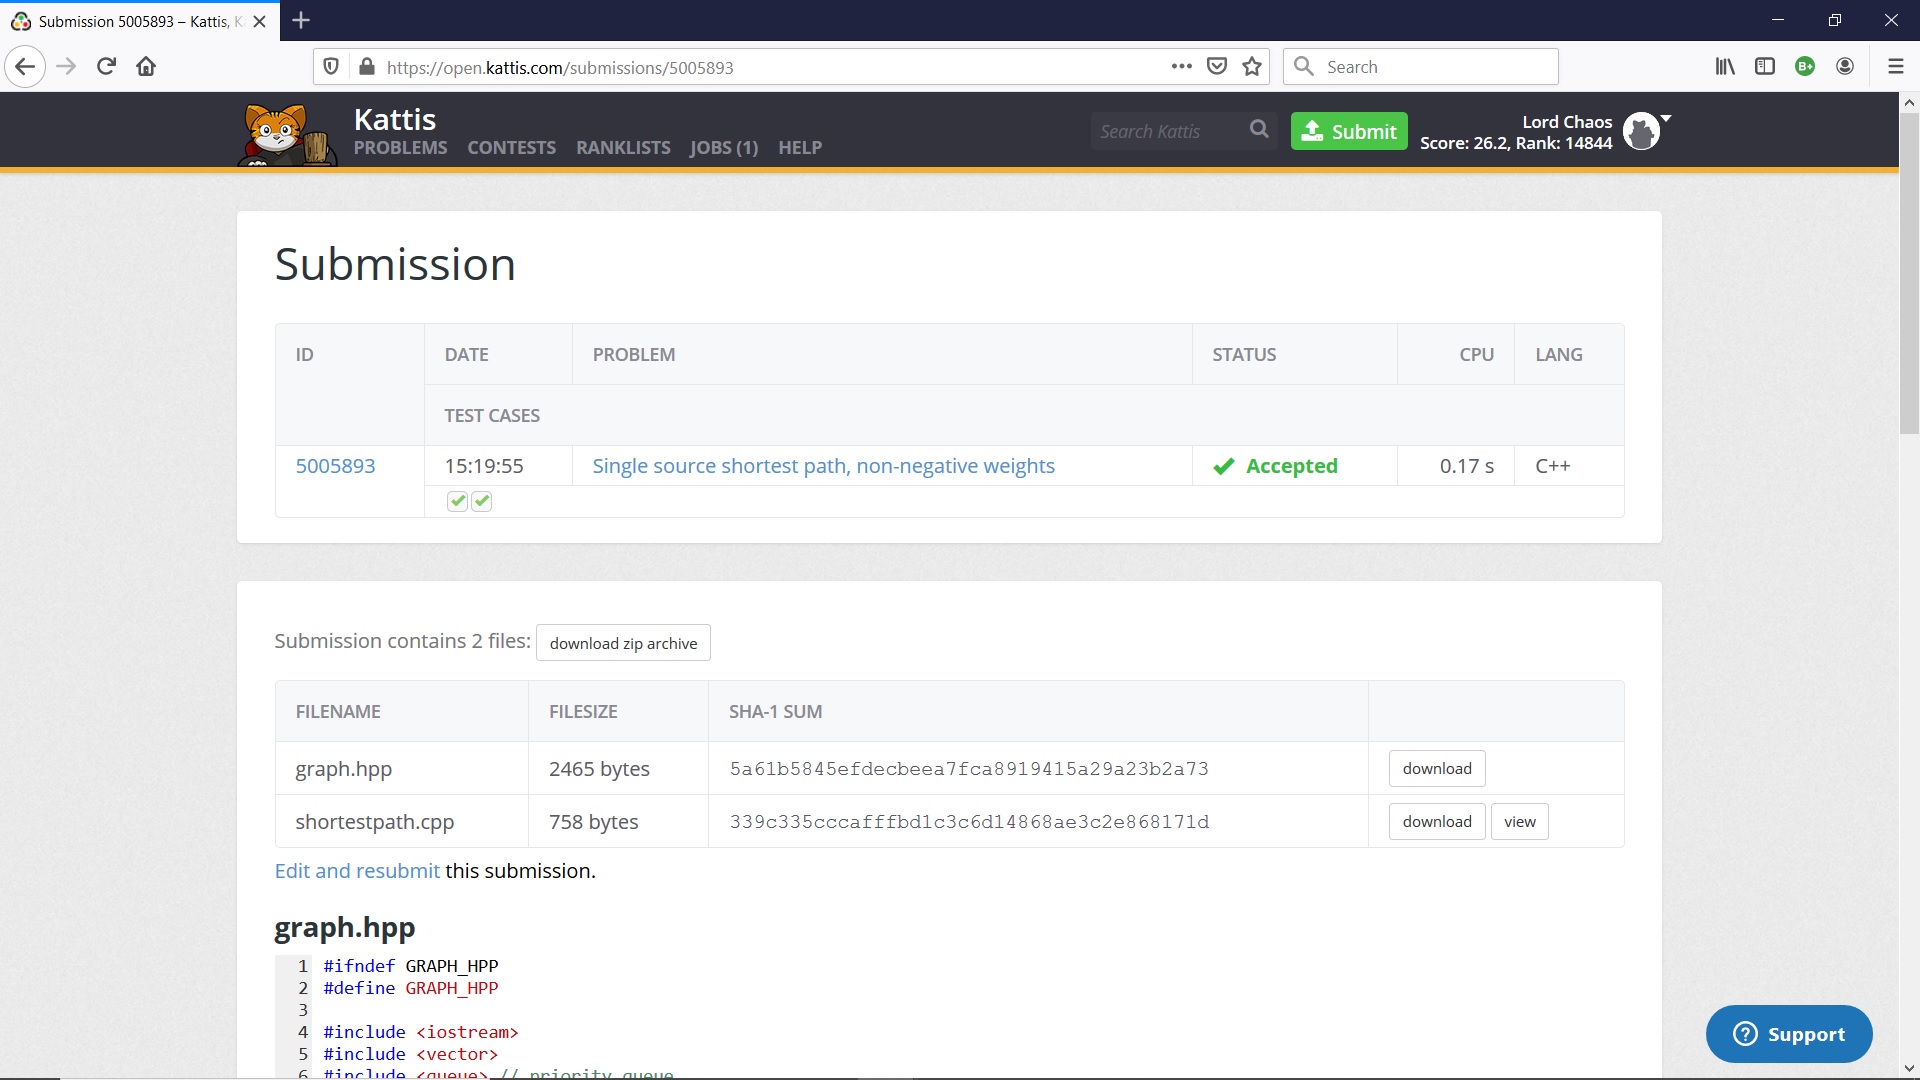 Submission 5005893 – Kattis, K
https://open.kattis.com/submissions/5005893
Search
Kattis
PROBLEMS CONTESTS RANKLISTS JOBS (1) HELP
Search Kattis
Submit
Lord Chaos
Score: 26.2, Rank: 14844
Submission
ID DATE PROBLEM STATUS CPU LANG
TEST CASES
5005893 15:19:55 Single source shortest path, non-negative weights Accepted 0.17 s C++
Submission contains 2 files: download zip archive
FILENAME FILESIZE SHA-1 SUM
graph.hpp 2465 bytes 5a61b5845efdecbeea7fca8919415a29a23b2a73 download
shortestpath.cpp 758 bytes 339c335cccafffbd1c3c6d14868ae3c2e868171d download view
Edit and resubmit this submission.
graph.hpp
1 #ifndef GRAPH_HPP
2 #define GRAPH_HPP
3
4 #include <iostream>
5 #include <vector>
6 #include <queue> // priority_queue
Support